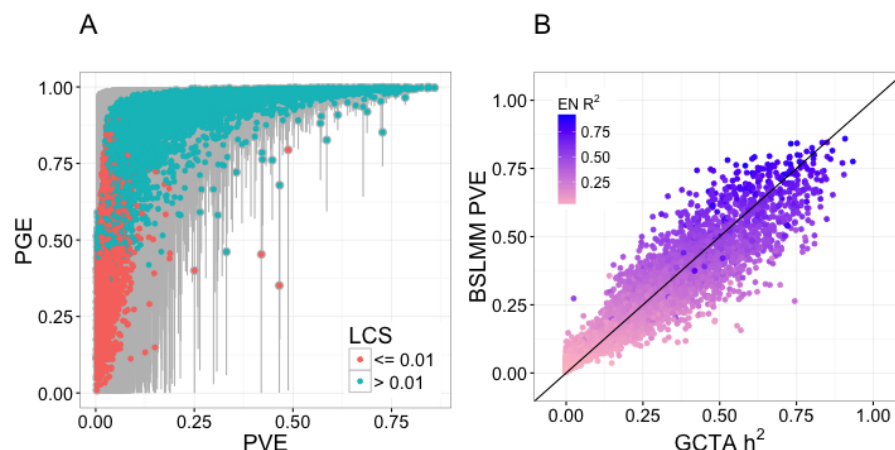 A
PGE
1.00
0.75
0.50
0.25
0.00
LCS
<= 0.01
> 0.01
0.00 0.25 0.50 0.75
PVE
B
BSLMM PVE
1.00
0.75
0.50
0.25
0.00
EN R²
0.75
0.50
0.25
0.00 0.25 0.50 0.75 1.00
GCTA h²